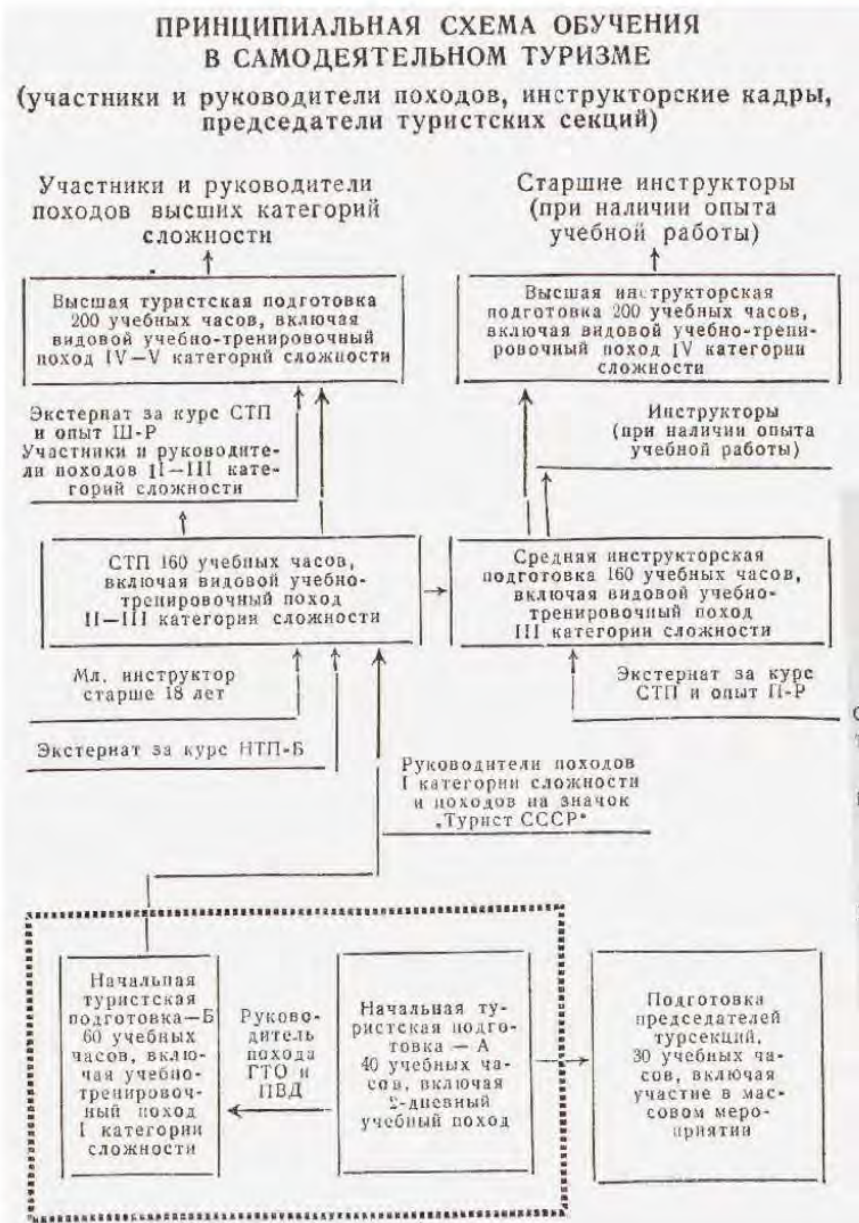 ПРИНЦИПИАЛЬНАЯ СХЕМА ОБУЧЕНИЯ
В САМОДЕЯТЕЛЬНОМ ТУРИЗМЕ
(участники и руководители походов, инструкторские кадры,
председатели туристских секций)
Участники и руководители
походов высших категорий
сложности
Старшие инструкторы
(при наличии опыта
учебной работы)
Высшая туристская подготовка
200 учебных часов, включая
видовой учебно-тренировочный
поход IV—V категорий сложности
Высшая инструкторская
подготовка 200 учебных часов,
включая видовой учебно-трени-
ровочный поход IV категории
сложности
Экстернат за курс СТП
и опыт Ш-Р
Участники и руководите-
ли походов II—III кате-
горий сложности
Инструкторы
(при наличии опыта
учебной работы)
СТП 160 учебных часов,
включая видовой учебно-
тренировочный поход
II—III категории сложности
Средняя инструкторская
подготовка 160 учебных часов,
включая видовой учебно-
тренировочный поход
III категории сложности
Мл. инструктор
старше 18 лет
Экстернат за курс
СТП и опыт П-Р
Экстернат за курс НТП-Б
Руководители походов
I категории сложности
и походов на значок
„Турист СССР“
Начальная
туристская
подготовка—Б
60 учебных
часов, вклю-
чая учебно-
тренировоч-
ный поход
I категории
сложности
Руково-
дитель
похода
ГТО и
ПВД
Начальная ту-
ристская подго-
товка — А
40 учебных ча-
сов, включая
2-дневный
учебный поход
Подготовка
председателей
турсекций,
30 учебных ча-
сов, включая
участие в мас-
совом меро-
приятии